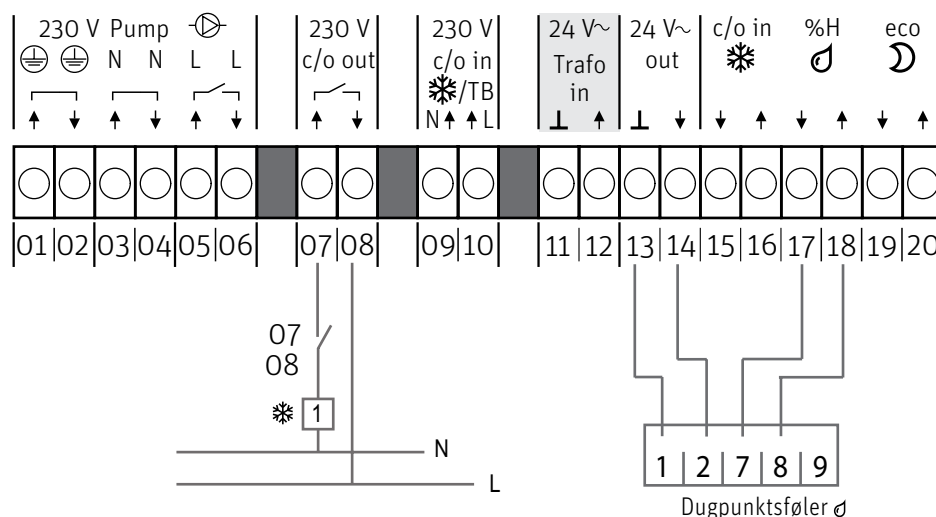 230 V Pump 230 V 230 V 24 V~ 24 V~ c/o in %H eco
N N L L c/o out c/o in Trafo out
/TB in
N L
01 02 03 04 05 06 07 08 09 10 11 12 13 14 15 16 17 18 19 20
07
08
1
N
L
1 2 7 8 9
Dugpunktsføler